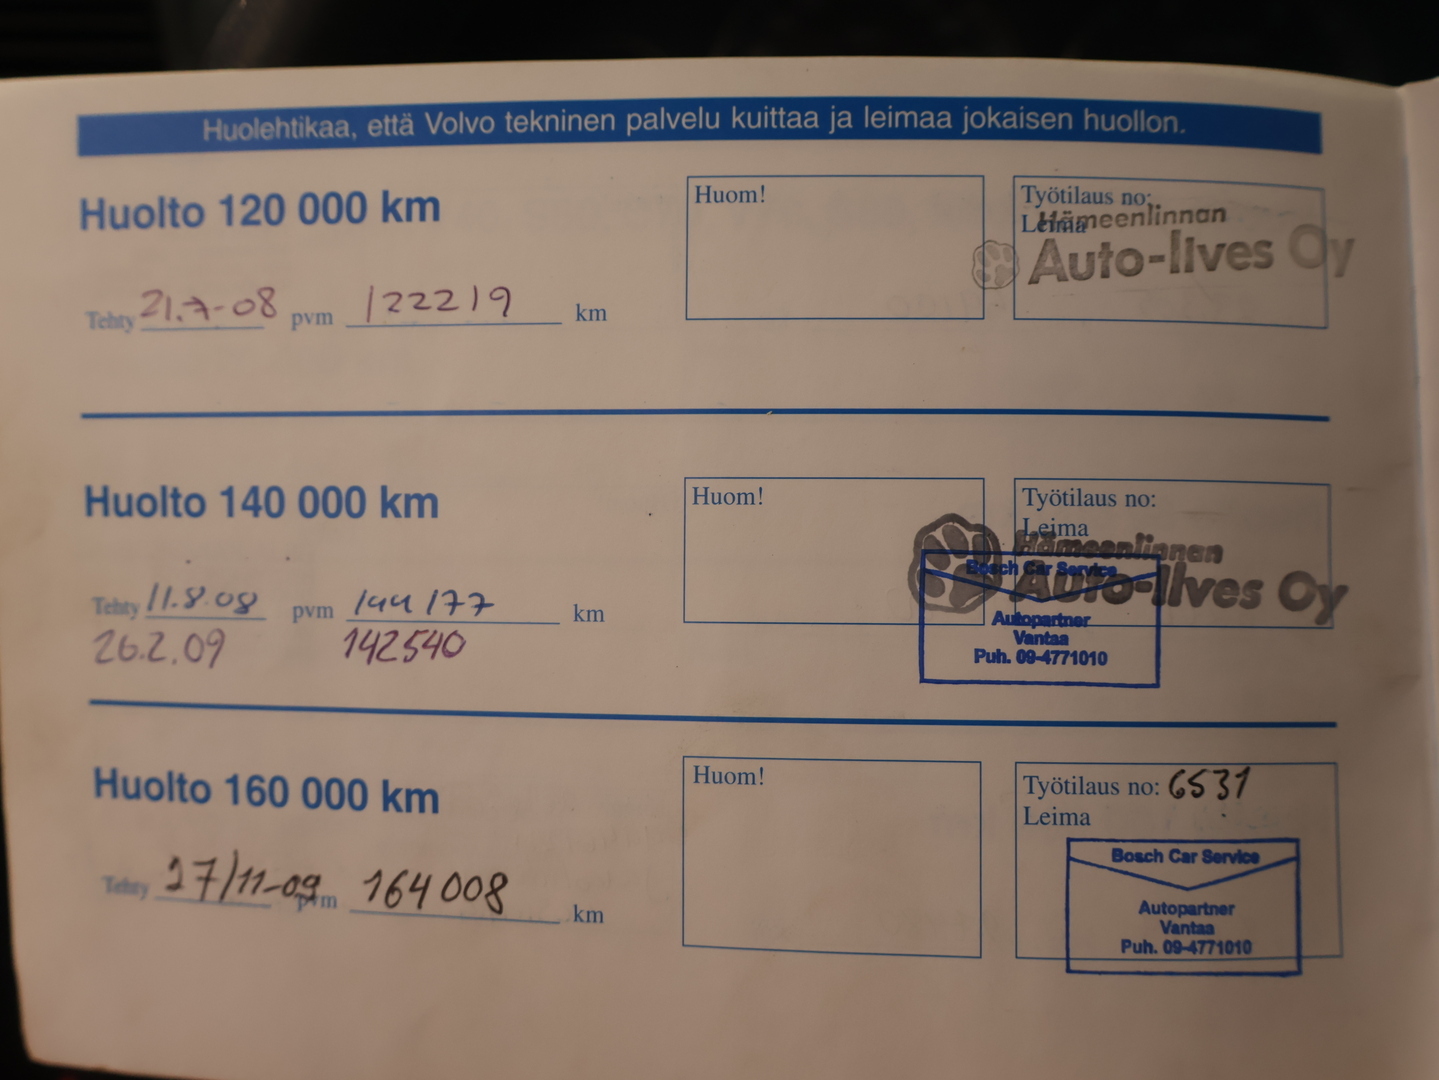 Huolehtikaa, että Volvo tekninen palvelu kuittaa ja leimaa jokaisen huollon.
Huolto 120 000 km
Tehty 21.7-08 pvm 122219 km
Huom!
Työtilaus no:
Leima
Hämeenlinnan
Auto-Ilves Oy
Huolto 140 000 km
Tehty 11.8.08 pvm 144177 km
26.2.09 142540
Huom!
Työtilaus no:
Leima
Hämeenlinnan
Auto-Ilves Oy
Bosch Car Service
Autopartner
Vantaa
Puh. 09-4771010
Huolto 160 000 km
Tehty 27/11-09 pvm 164008 km
Huom!
Työtilaus no: 6531
Leima
Bosch Car Service
Autopartner
Vantaa
Puh. 09-4771010